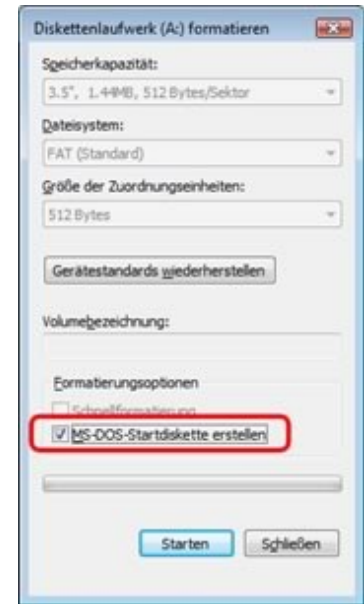 Diskettenlaufwerk (A:) formatieren
Speicherkapazität:
3.5", 1.44MB, 512 Bytes/Sektor
Dateisystem:
FAT (Standard)
Größe der Zuordnungseinheiten:
512 Bytes
Gerätestandards wiederherstellen
Volumebezeichnung:
Formatierungsoptionen
Schnellformatierung
MS-DOS-Startdiskette erstellen
Starten Schließen